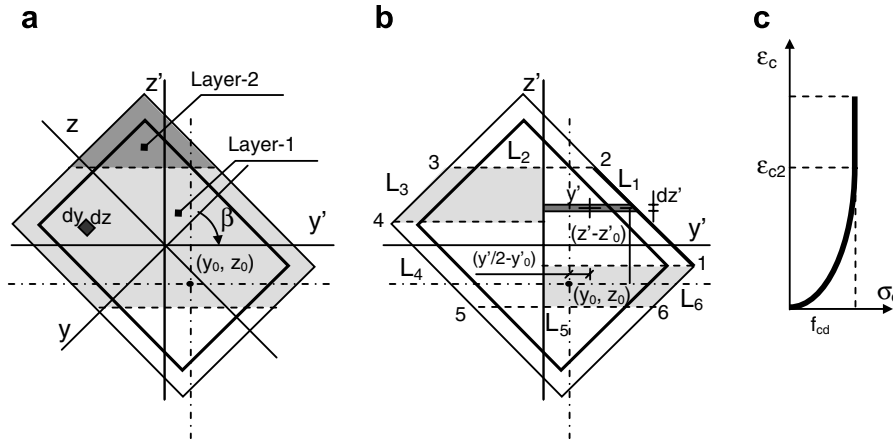 a
b
c
z'
Layer-2
z
Layer-1
dy dz
β
y'
(y₀, z₀)
y
z'
3
L₂
2
L₃
L₁
dz'
y'
4
(z'-z'₀)
y'
(y'/2-y'₀)
1
L₄
(y₀, z₀)
L₆
5
L₅
6
εc
εc2
fcd